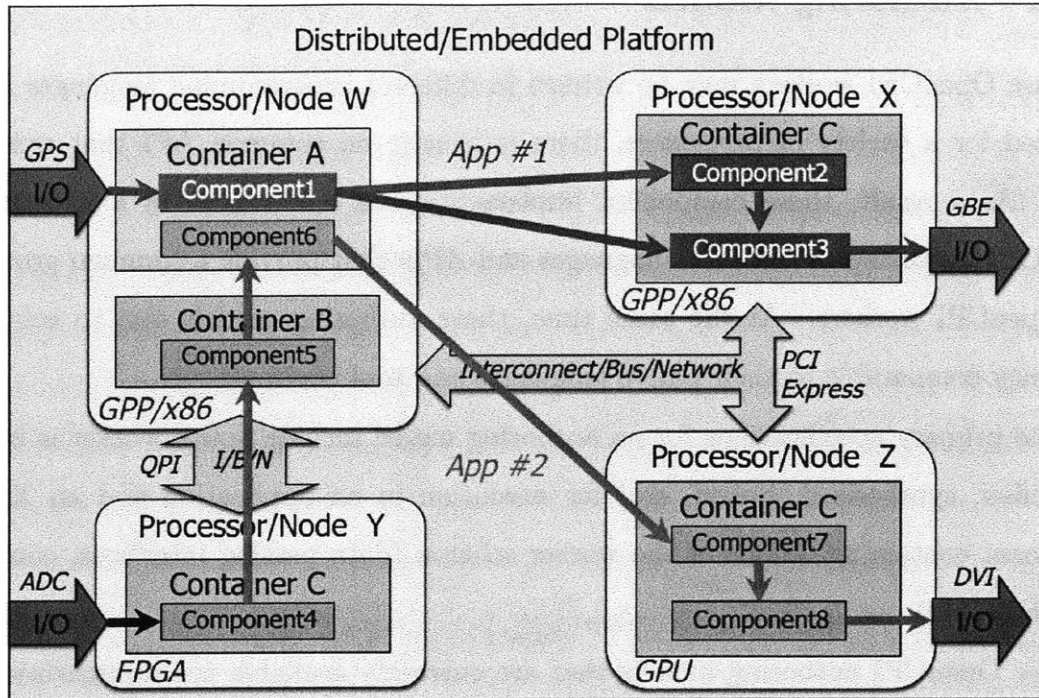 Distributed/Embedded Platform
Processor/Node W
Container A
Component1
Component6
Container B
Component5
GPP/x86
GPS
I/O
App #1
Processor/Node X
Container C
Component2
Component3
GPP/x86
GBE
I/O
Interconnect/Bus/Network
PCI
Express
QPI
I/B/N
App #2
Processor/Node Y
Container C
Component4
FPGA
ADC
I/O
Processor/Node Z
Container C
Component7
Component8
GPU
DVI
I/O